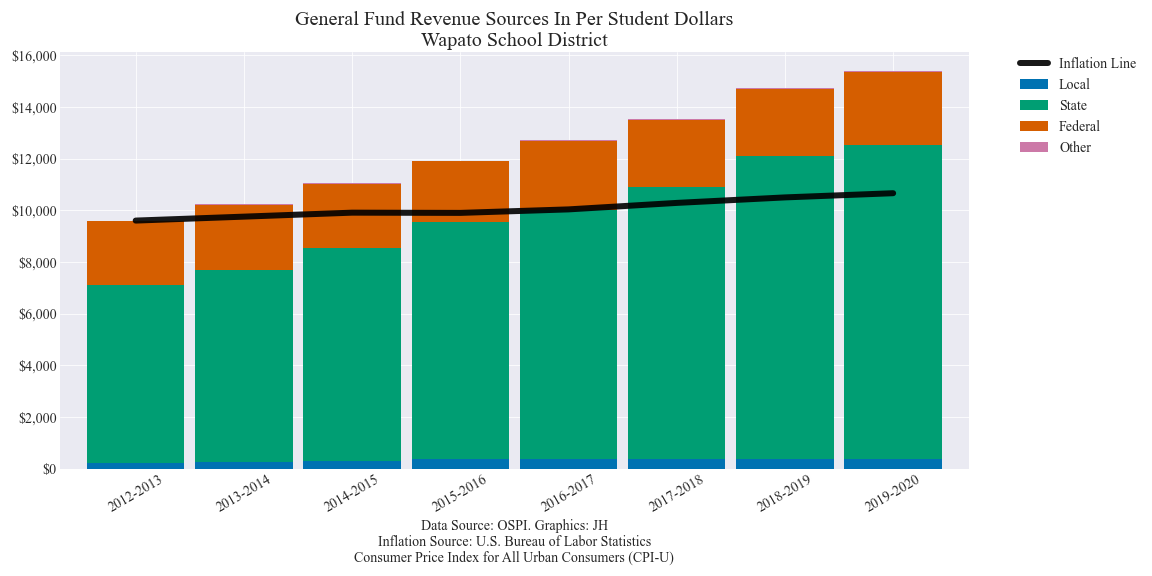 General Fund Revenue Sources In Per Student Dollars
Wapato School District
$16,000
$14,000
$12,000
$10,000
$8,000
$6,000
$4,000
$2,000
$0
Inflation Line
Local
State
Federal
Other
2012-2013
2013-2014
2014-2015
2015-2016
2016-2017
2017-2018
2018-2019
2019-2020
Data Source: OSPI. Graphics: JH
Inflation Source: U.S. Bureau of Labor Statistics
Consumer Price Index for All Urban Consumers (CPI-U)